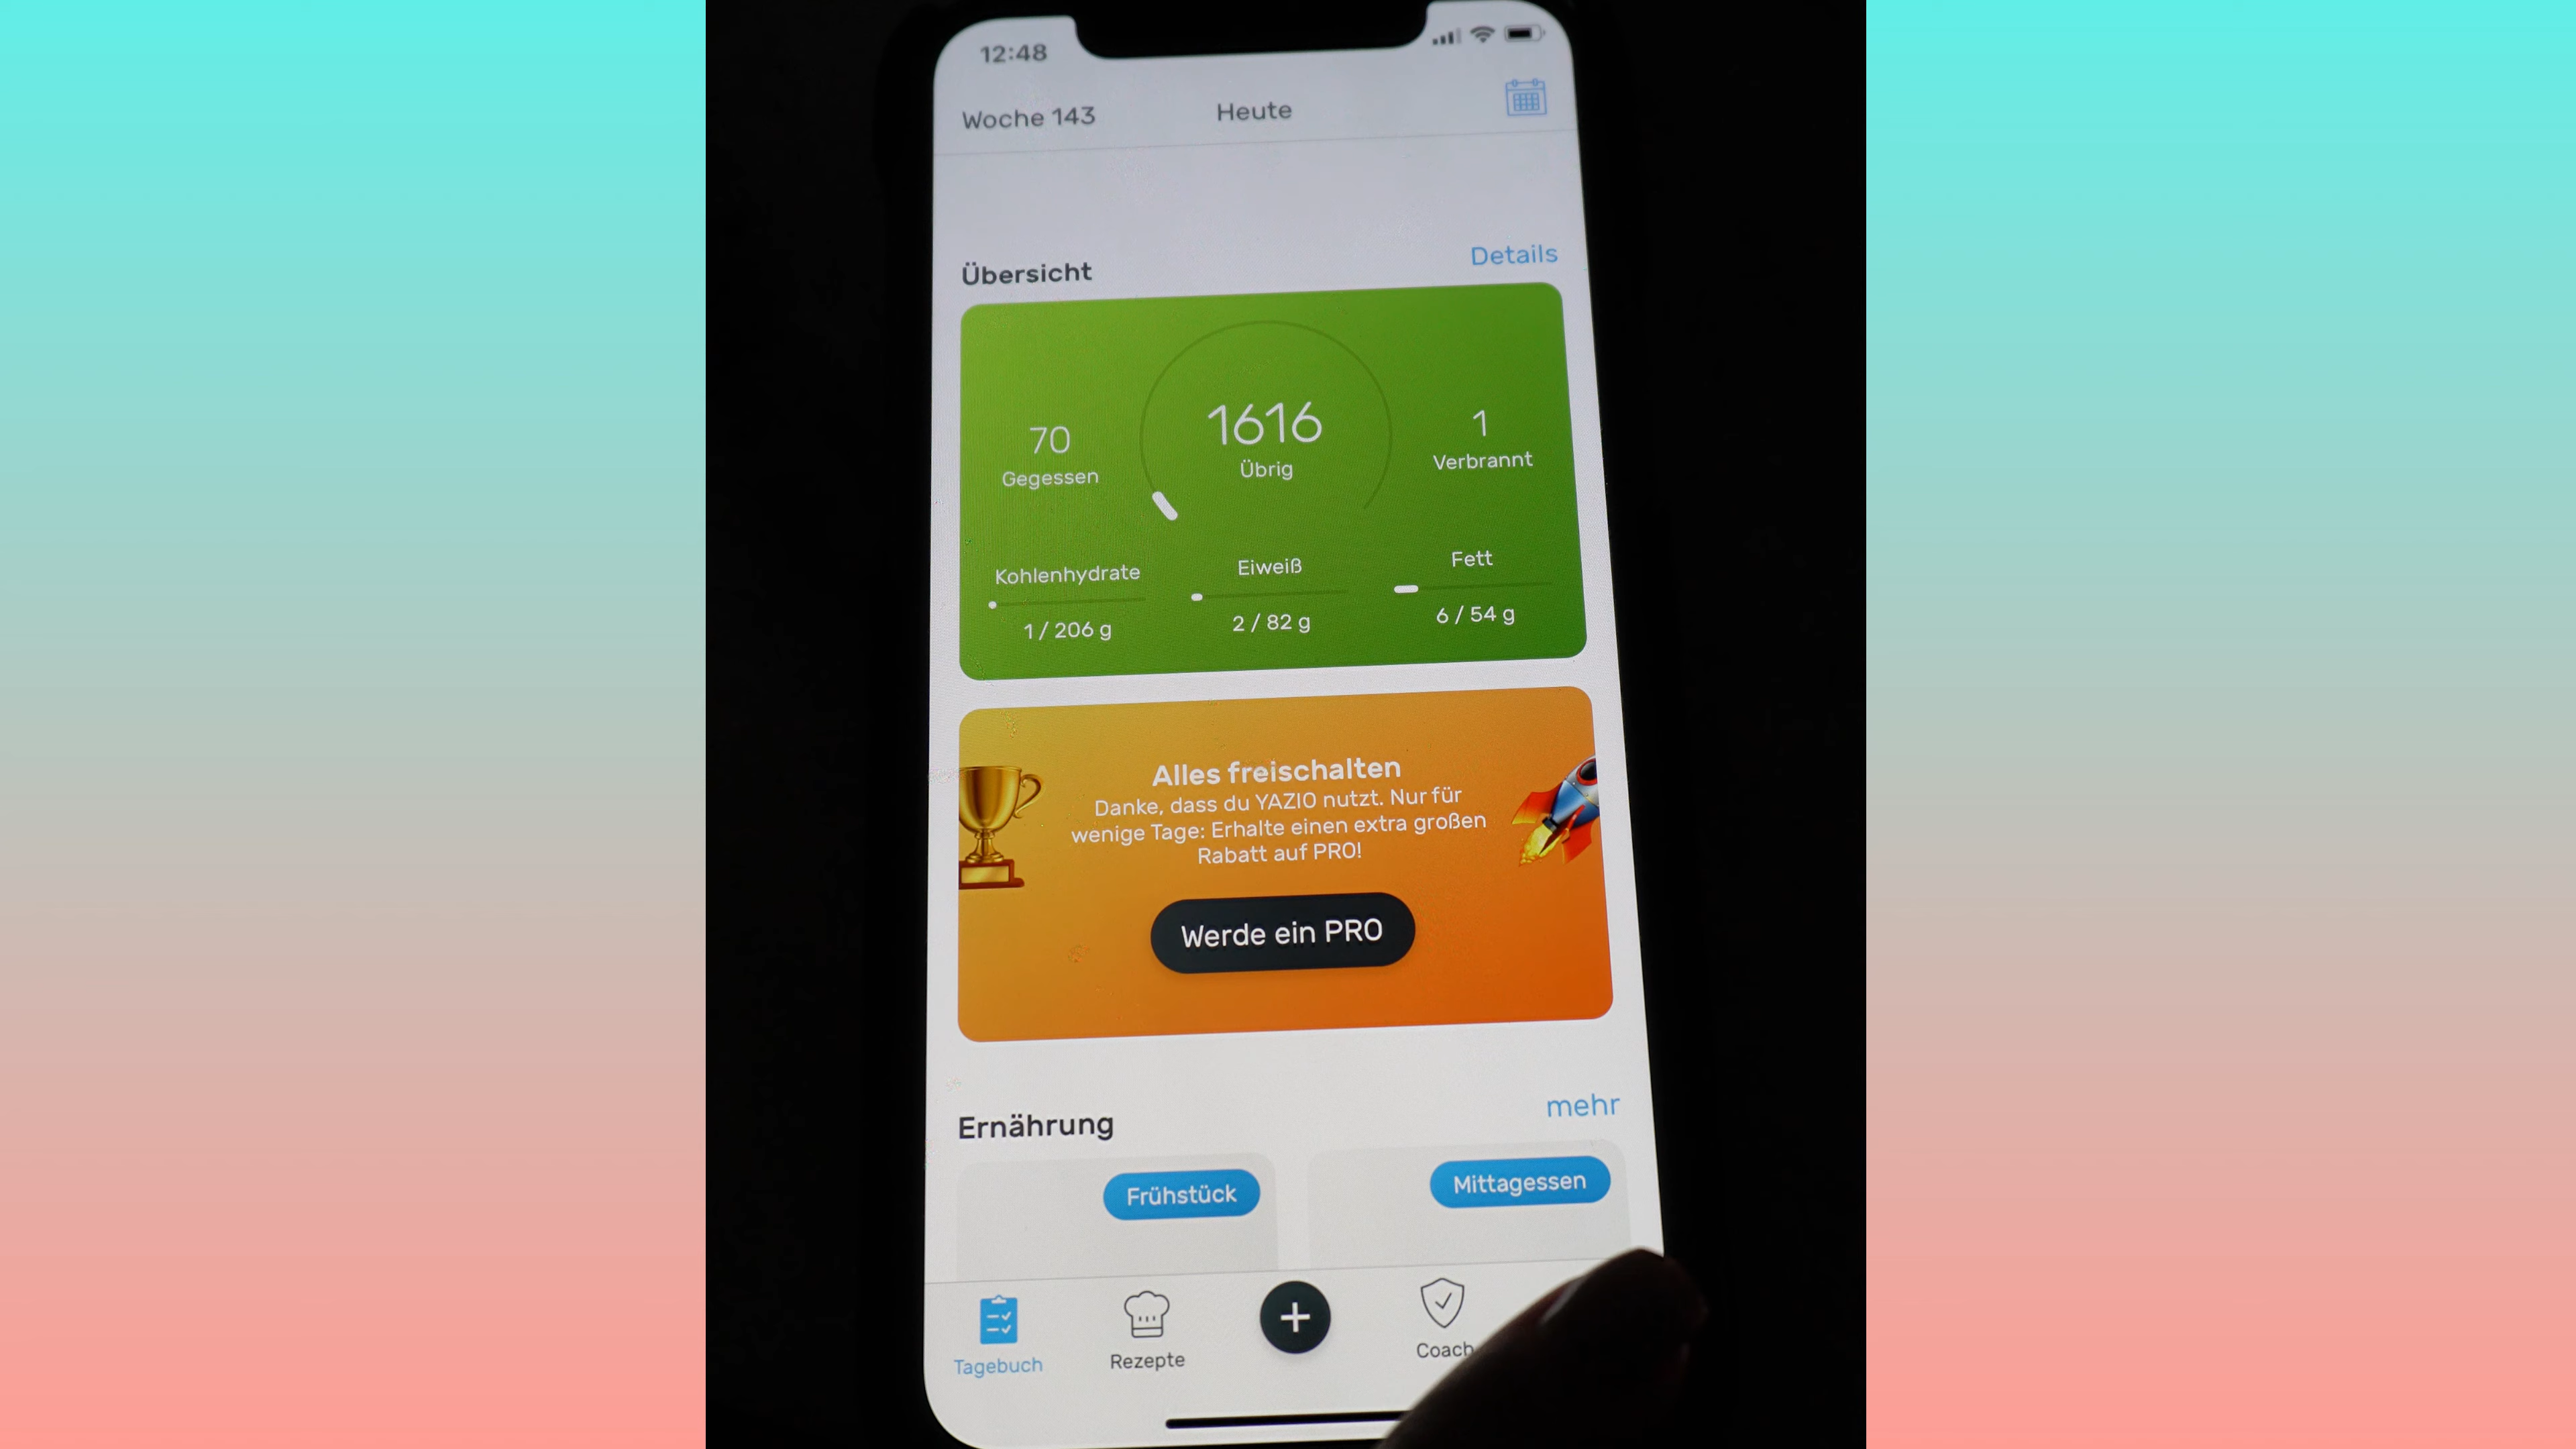 12:48
Woche 143
Heute
Übersicht
Details
70
Gegessen
1616
Übrig
1
Verbrannt
Kohlenhydrate
1 / 206 g
Eiweiß
2 / 82 g
Fett
6 / 54 g
Alles freischalten
Danke, dass du YAZIO nutzt. Nur für
wenige Tage: Erhalte einen extra großen
Rabatt auf PRO!
Werde ein PRO
Ernährung
mehr
Frühstück
Mittagessen
Tagebuch
Rezepte
+
Coach